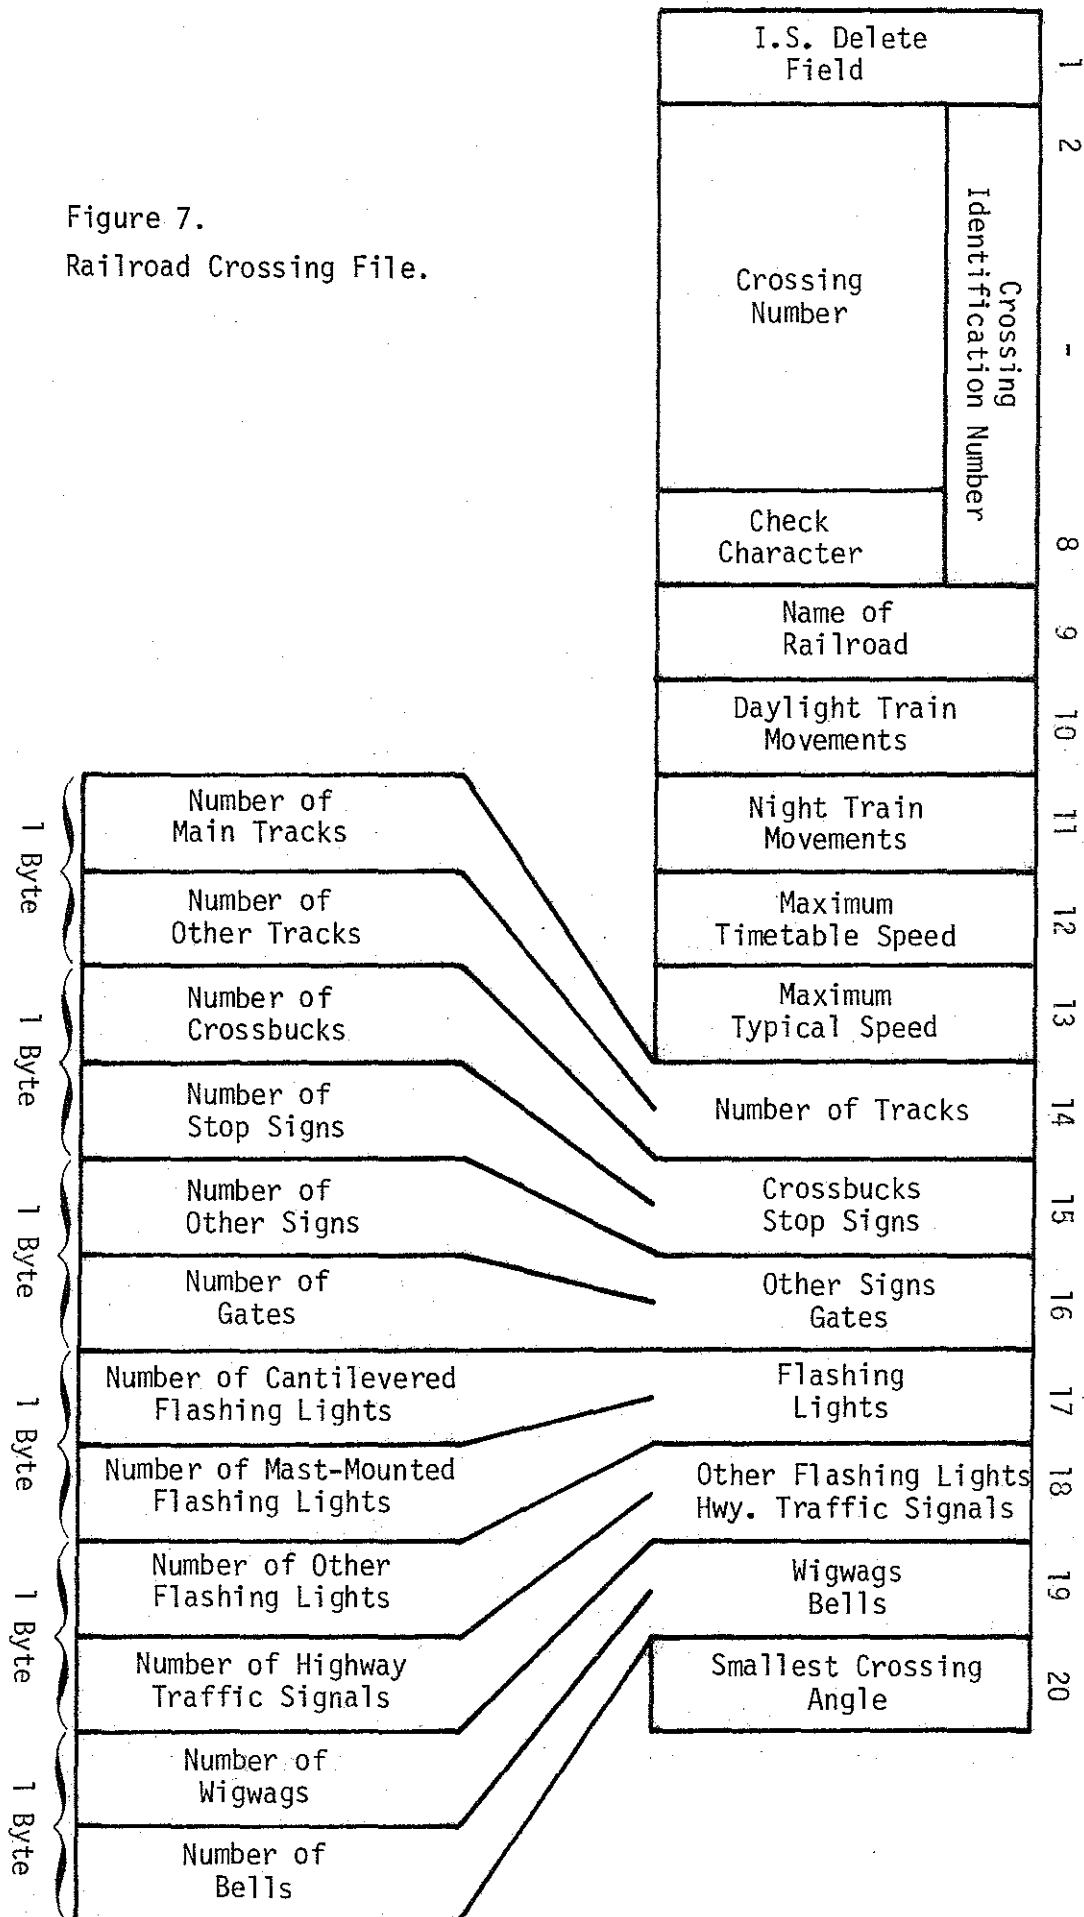 Figure 7.
Railroad Crossing File.
I.S. Delete
Field
1
Crossing
Number
Crossing
Identification Number
2
-
Check
Character
8
Name of
Railroad
9
Daylight Train
Movements
10
Night Train
Movements
11
Maximum
Timetable Speed
12
Maximum
Typical Speed
13
Number of Tracks
14
Crossbucks
Stop Signs
15
Other Signs
Gates
16
Flashing
Lights
17
Other Flashing Lights
Hwy. Traffic Signals
18
Wigwags
Bells
19
Smallest Crossing
Angle
20
1 Byte
Number of
Main Tracks
Number of
Other Tracks
1 Byte
Number of
Crossbucks
Number of
Stop Signs
1 Byte
Number of
Other Signs
Number of
Gates
1 Byte
Number of Cantilevered
Flashing Lights
Number of Mast-Mounted
Flashing Lights
1 Byte
Number of Other
Flashing Lights
Number of Highway
Traffic Signals
1 Byte
Number of
Wigwags
Number of
Bells